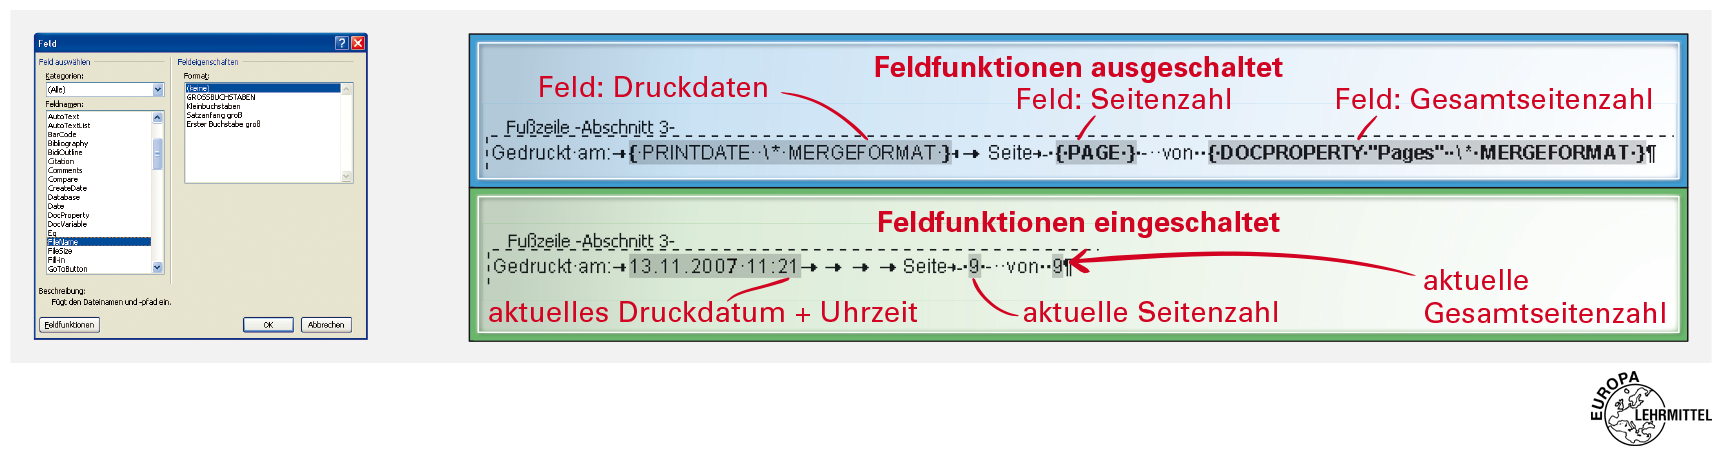 Feld
Feld auswählen
Kategorien:
(Alle)
Feldnamen:
AutoText
AutoTextList
BarCode
Bibliography
BidiOutline
Citation
Comments
Compare
CreateDate
Database
Date
DocProperty
DocVariable
Eq
FileName
FileSize
Fill-in
GoToButton
Feldeigenschaften
Format:
(keine)
GROSSBUCHSTABEN
Kleinbuchstaben
Satzanfang groß
Erster Buchstabe groß
Beschreibung:
Fügt den Dateinamen und -pfad ein.
Feldfunktionen
OK
Abbrechen
Feldfunktionen ausgeschaltet
Feld: Druckdaten
Feld: Seitenzahl
Feld: Gesamtseitenzahl
Fußzeile -Abschnitt 3-
Gedruckt·am:→{·PRINTDATE··\*·MERGEFORMAT·}→ → Seite→-·{·PAGE·}·-··von··{·DOCPROPERTY·"Pages"··\*·MERGEFORMAT·}¶
Feldfunktionen eingeschaltet
Fußzeile -Abschnitt 3-
Gedruckt·am:→13.11.2007·11:21→ → → → Seite→-·9·-··von··9¶
aktuelles Druckdatum + Uhrzeit
aktuelle Seitenzahl
aktuelle
Gesamtseitenzahl
EUROPA
LEHRMITTEL